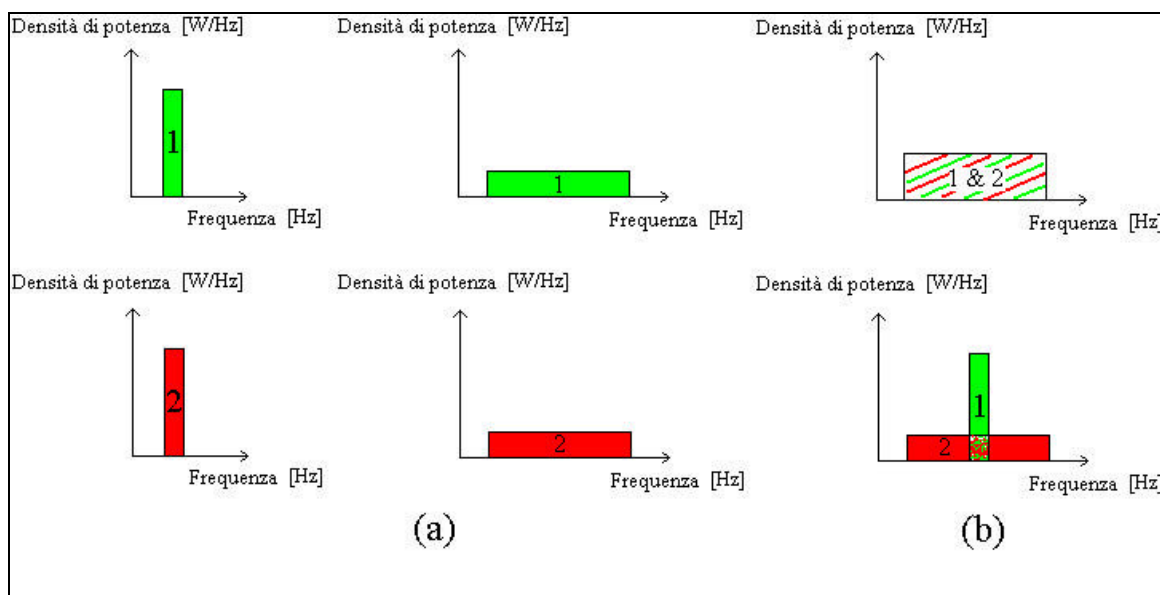 Densità di potenza [W/Hz]
Densità di potenza [W/Hz]
Densità di potenza [W/Hz]
1
1
1 & 2
Frequenza [Hz]
Frequenza [Hz]
Frequenza [Hz]
Densità di potenza [W/Hz]
Densità di potenza [W/Hz]
Densità di potenza [W/Hz]
2
2
1
2
Frequenza [Hz]
Frequenza [Hz]
Frequenza [Hz]
(a)
(b)